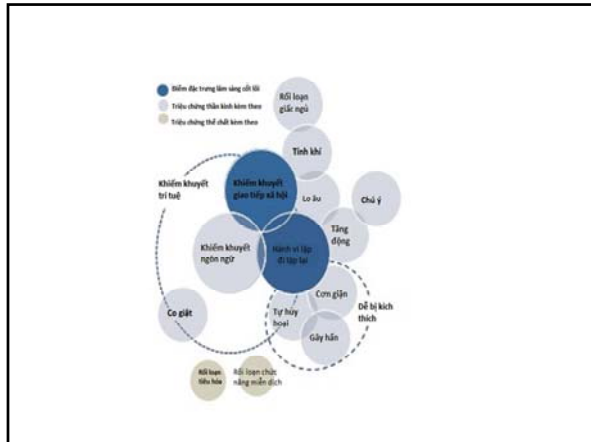 Điểm đặc trưng lâm sàng cốt lõi
Triệu chứng thần kinh kèm theo
Triệu chứng thể chất kèm theo
Rối loạn
giấc ngủ
Tính khí
Khiếm khuyết
trí tuệ
Khiếm khuyết
giao tiếp xã hội
Lo âu
Chú ý
Tăng
động
Khiếm khuyết
ngôn ngữ
Hành vi lặp
đi lặp lại
Cơn giận
Dễ bị kích
thích
Tự hủy
hoại
Gây hấn
Co giật
Rối loạn
tiêu hóa
Rối loạn chức
năng miễn dịch